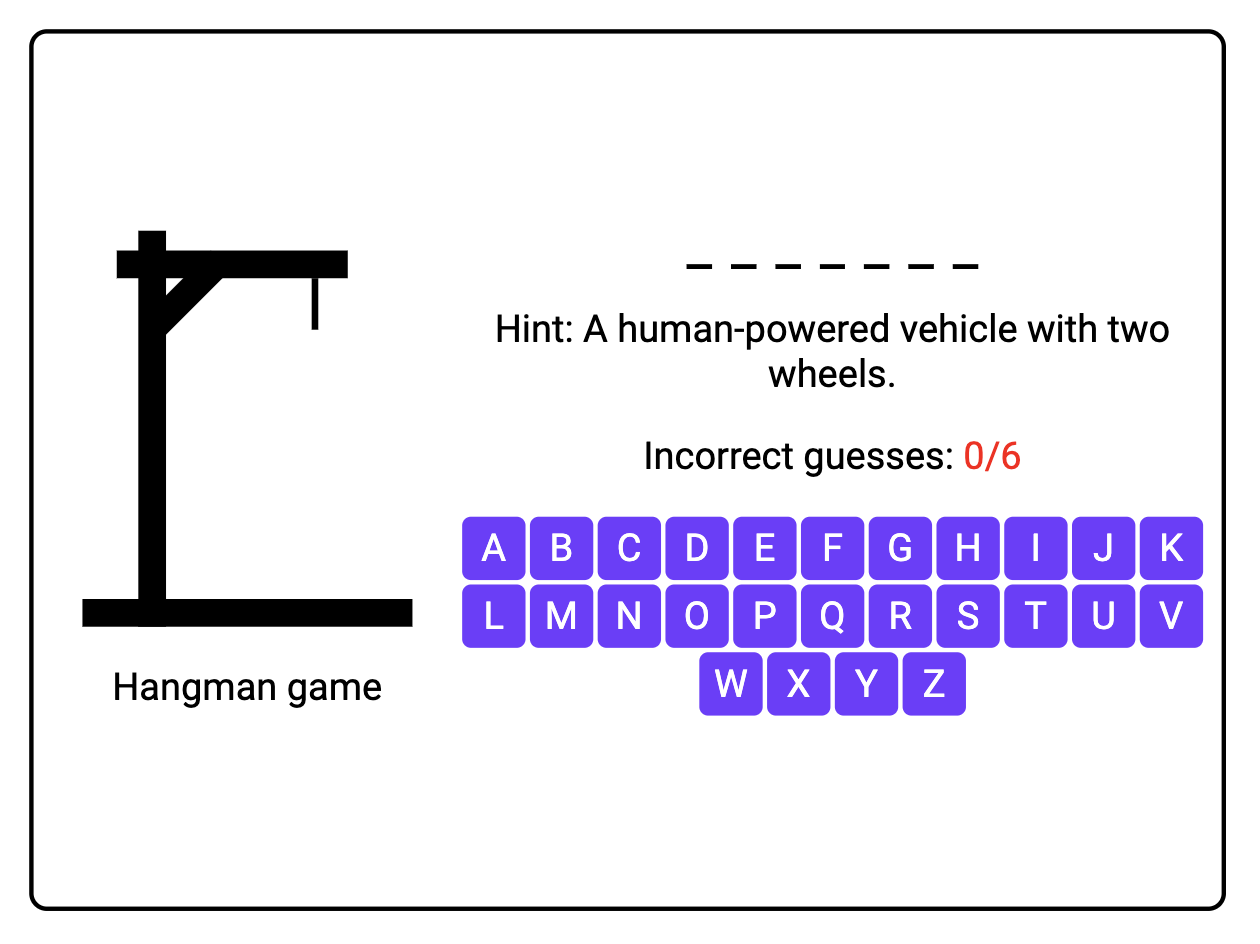 _ _ _ _ _ _ _
Hint: A human-powered vehicle with two
wheels.
Incorrect guesses: 0/6
A B C D E F G H I J K
L M N O P Q R S T U V
W X Y Z
Hangman game